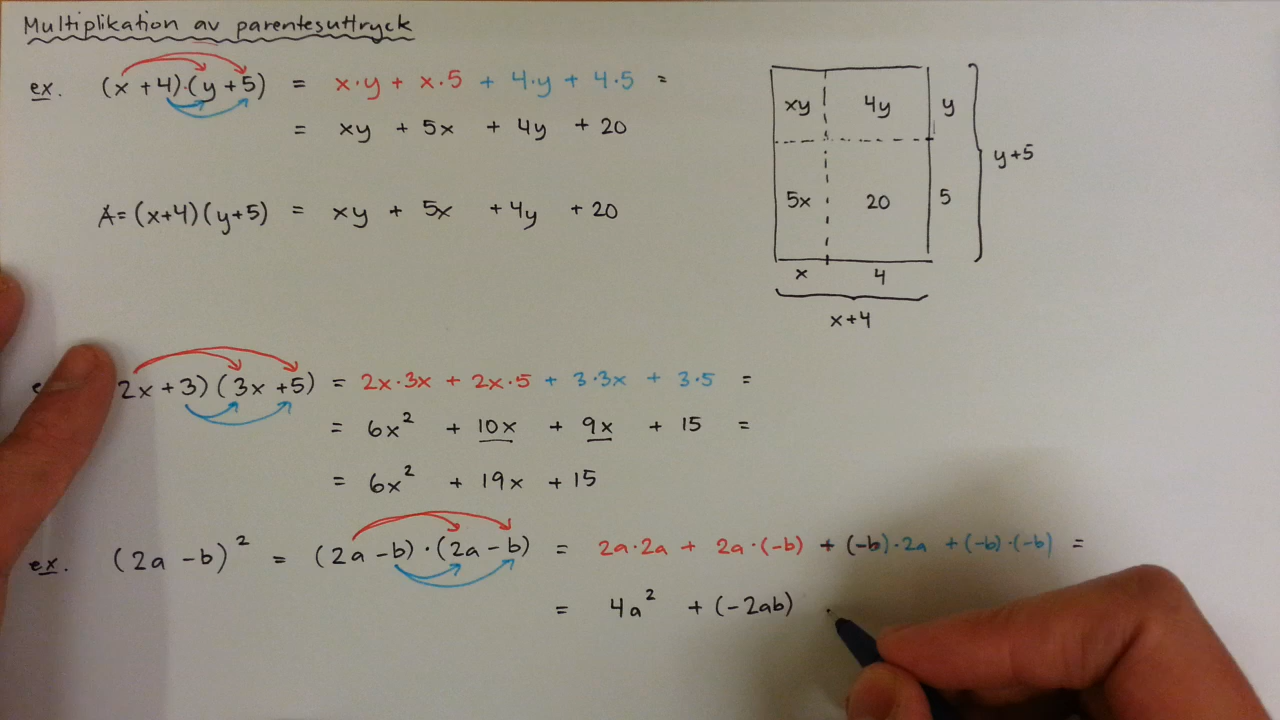 Multiplikation av parentesuttryck
ex. (x + 4)·(y + 5) = x·y + x·5 + 4·y + 4·5 =
= xy + 5x + 4y + 20
A = (x+4)(y+5) = xy + 5x + 4y + 20
xy 4y y
y+5
5x 20 5
x 4
x+4
2x + 3)(3x + 5) = 2x·3x + 2x·5 + 3·3x + 3·5 =
= 6x² + 10x + 9x + 15 =
= 6x² + 19x + 15
ex. (2a - b)² = (2a - b)·(2a - b) = 2a·2a + 2a·(-b) + (-b)·2a + (-b)·(-b) =
= 4a² + (-2ab)